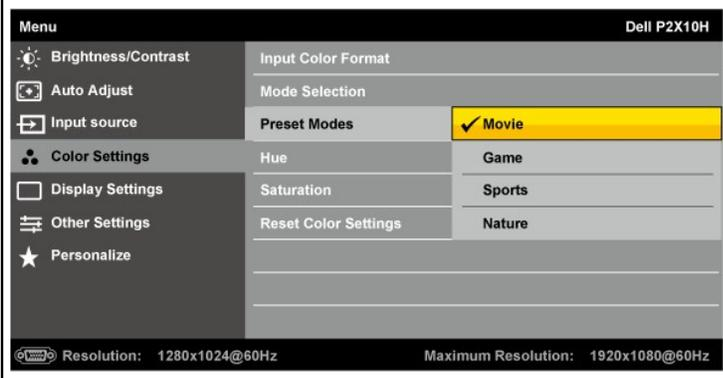 Menu Dell P2X10H
Brightness/Contrast Input Color Format
Auto Adjust Mode Selection
Input source Preset Modes Movie
Color Settings Hue Game
Display Settings Saturation Sports
Other Settings Reset Color Settings Nature
Personalize
Resolution: 1280x1024@60Hz Maximum Resolution: 1920x1080@60Hz